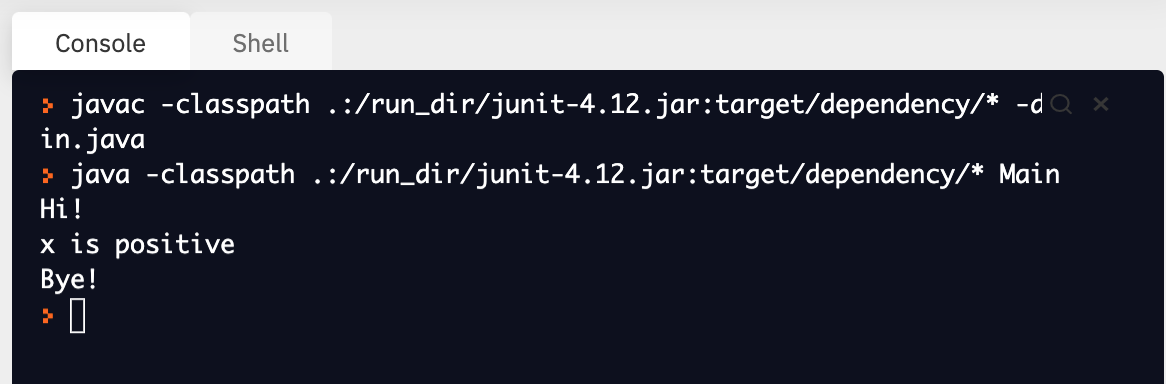 Console
Shell
javac -classpath .:/run_dir/junit-4.12.jar:target/dependency/* -d
in.java
java -classpath .:/run_dir/junit-4.12.jar:target/dependency/* Main
Hi!
x is positive
Bye!